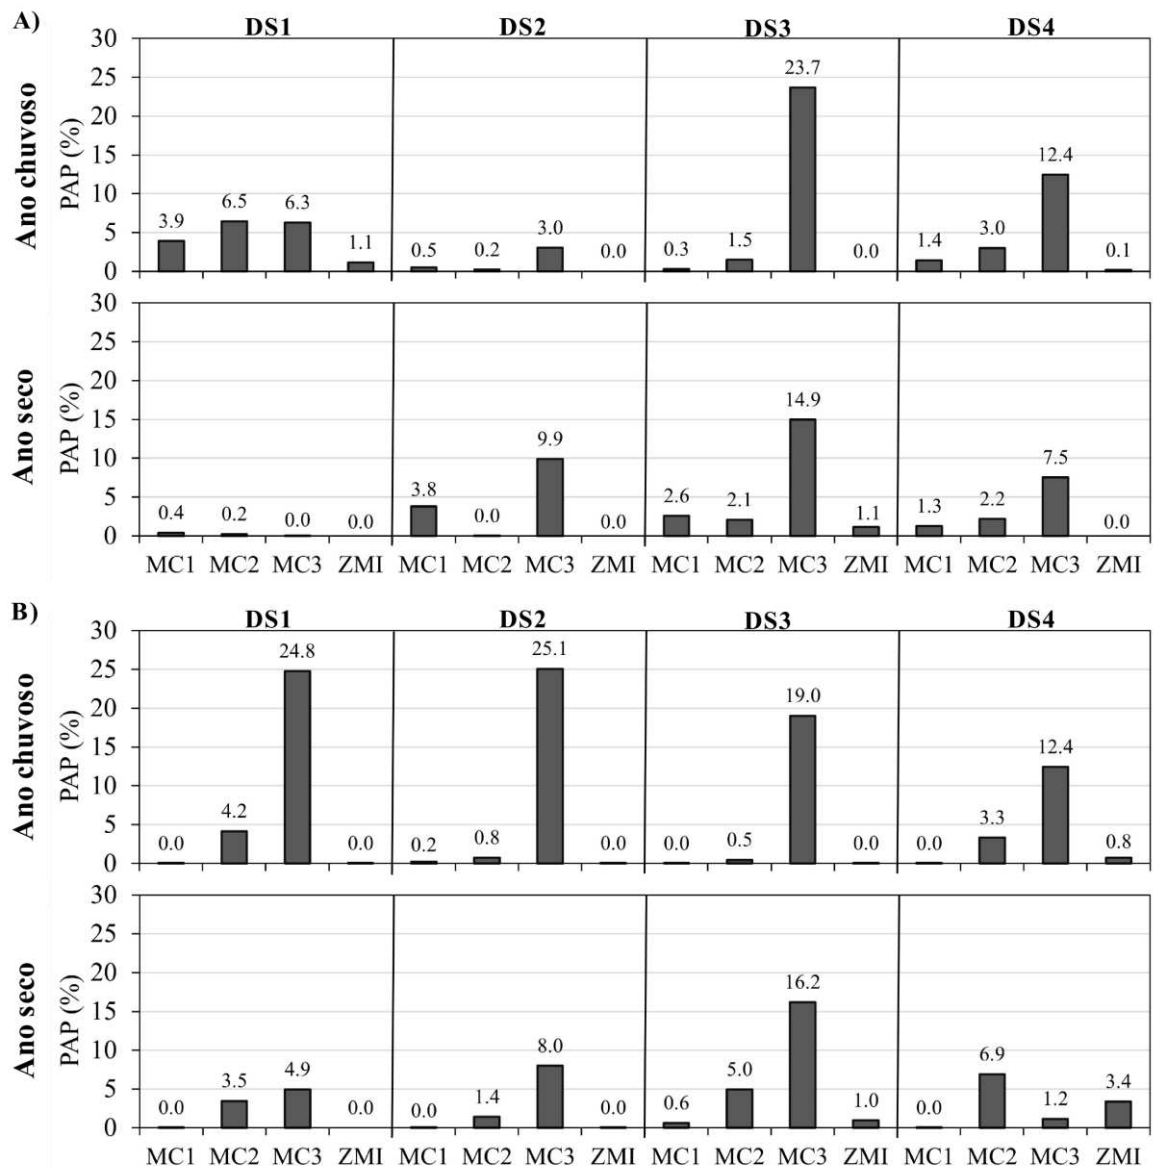 A)
DS1 DS2 DS3 DS4
Ano chuvoso
PAP (%)
30
25
20
15
10
5
0
3.9 6.5 6.3 1.1 0.5 0.2 3.0 0.0 0.3 1.5 23.7 0.0 1.4 3.0 12.4 0.1
Ano seco
PAP (%)
30
25
20
15
10
5
0
0.4 0.2 0.0 0.0 3.8 0.0 9.9 0.0 2.6 2.1 14.9 1.1 1.3 2.2 7.5 0.0
MC1 MC2 MC3 ZMI MC1 MC2 MC3 ZMI MC1 MC2 MC3 ZMI MC1 MC2 MC3 ZMI
B)
DS1 DS2 DS3 DS4
Ano chuvoso
PAP (%)
30
25
20
15
10
5
0
0.0 4.2 24.8 0.0 0.2 0.8 25.1 0.0 0.0 0.5 19.0 0.0 0.0 3.3 12.4 0.8
Ano seco
PAP (%)
30
25
20
15
10
5
0
0.0 3.5 4.9 0.0 0.0 1.4 8.0 0.0 0.6 5.0 16.2 1.0 0.0 6.9 1.2 3.4
MC1 MC2 MC3 ZMI MC1 MC2 MC3 ZMI MC1 MC2 MC3 ZMI MC1 MC2 MC3 ZMI